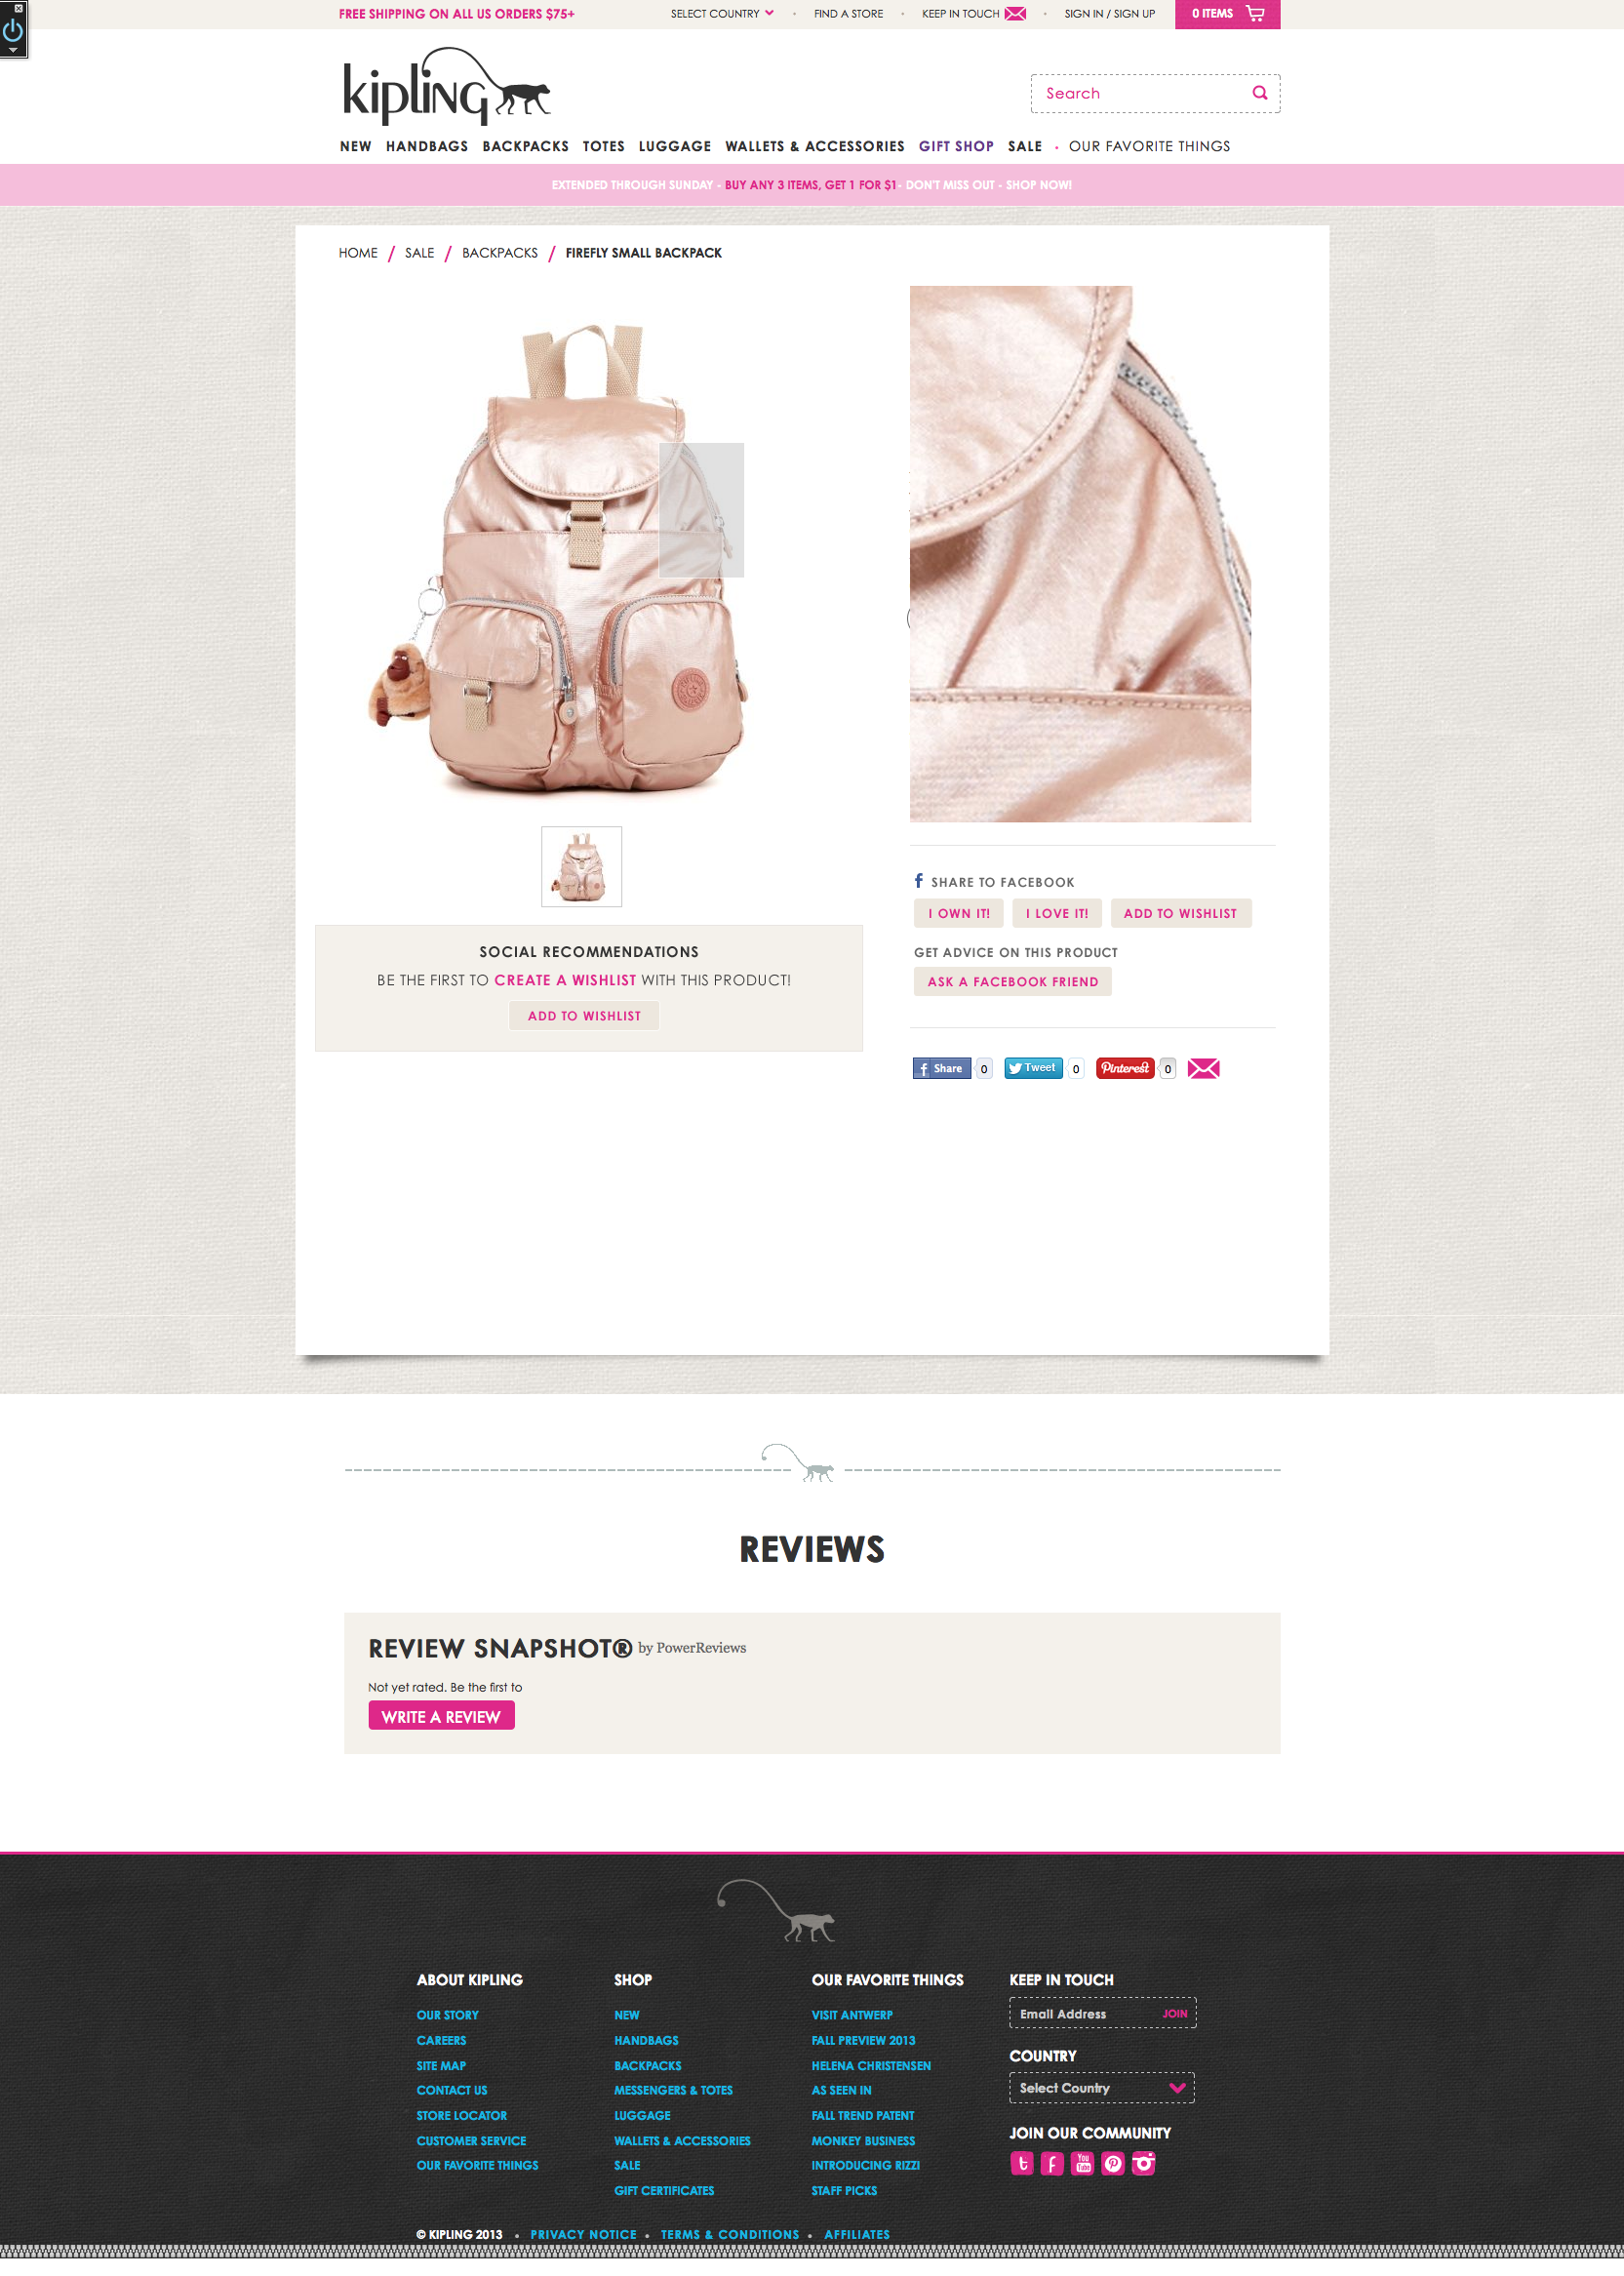 FREE SHIPPING ON ALL US ORDERS $75+
SELECT COUNTRY • FIND A STORE • KEEP IN TOUCH • SIGN IN / SIGN UP
0 ITEMS
kipling
Search
NEW HANDBAGS BACKPACKS TOTES LUGGAGE WALLETS & ACCESSORIES GIFT SHOP SALE • OUR FAVORITE THINGS
EXTENDED THROUGH SUNDAY - BUY ANY 3 ITEMS, GET 1 FOR $1- DON'T MISS OUT - SHOP NOW!
HOME / SALE / BACKPACKS / FIREFLY SMALL BACKPACK
SHARE TO FACEBOOK
I OWN IT! I LOVE IT! ADD TO WISHLIST
GET ADVICE ON THIS PRODUCT
ASK A FACEBOOK FRIEND
SOCIAL RECOMMENDATIONS
BE THE FIRST TO CREATE A WISHLIST WITH THIS PRODUCT!
ADD TO WISHLIST
Share 0 Tweet 0 Pinterest 0
REVIEWS
REVIEW SNAPSHOT® by PowerReviews
Not yet rated. Be the first to
WRITE A REVIEW
ABOUT KIPLING
OUR STORY
CAREERS
SITE MAP
CONTACT US
STORE LOCATOR
CUSTOMER SERVICE
OUR FAVORITE THINGS
SHOP
NEW
HANDBAGS
BACKPACKS
MESSENGERS & TOTES
LUGGAGE
WALLETS & ACCESSORIES
SALE
GIFT CERTIFICATES
OUR FAVORITE THINGS
VISIT ANTWERP
FALL PREVIEW 2013
HELENA CHRISTENSEN
AS SEEN IN
FALL TREND PATENT
MONKEY BUSINESS
INTRODUCING RIZZI
STAFF PICKS
KEEP IN TOUCH
Email Address JOIN
COUNTRY
Select Country
JOIN OUR COMMUNITY
You Tube
© KIPLING 2013 • PRIVACY NOTICE • TERMS & CONDITIONS • AFFILIATES